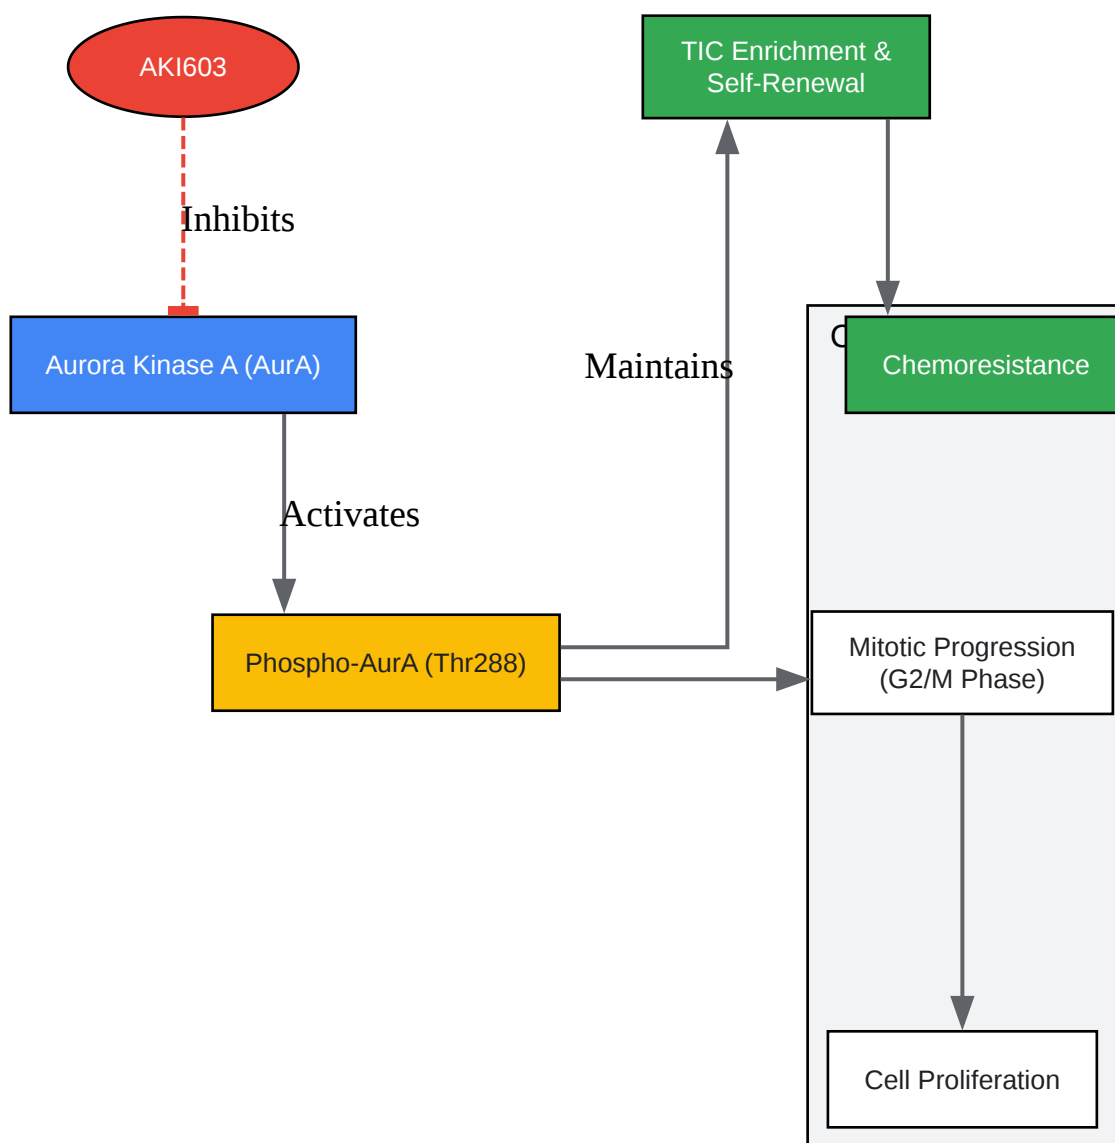 AKI603
TIC Enrichment &
Self-Renewal
Inhibits
Aurora Kinase A (AurA)
Maintains
Chemoresistance
Activates
Phospho-AurA (Thr288)
Mitotic Progression
(G2/M Phase)
Cell Proliferation